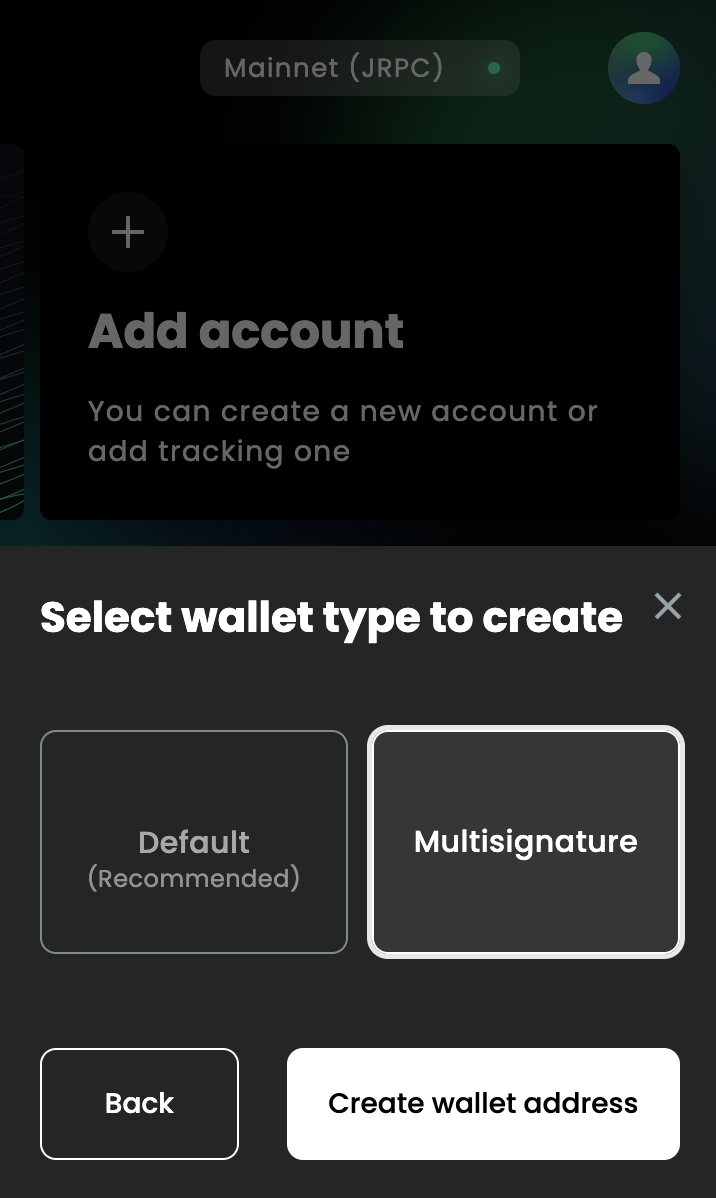 Mainnet (JRPC)
Add account
You can create a new account or
add tracking one
Select wallet type to create
Default
(Recommended)
Multisignature
Back
Create wallet address